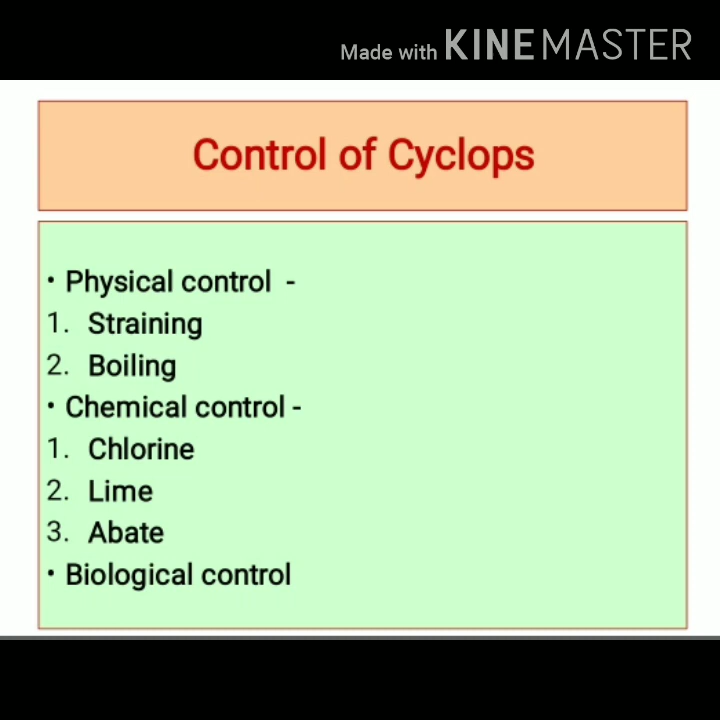 Made with KINEMASTER
Control of Cyclops
• Physical control -
1. Straining
2. Boiling
• Chemical control -
1. Chlorine
2. Lime
3. Abate
• Biological control